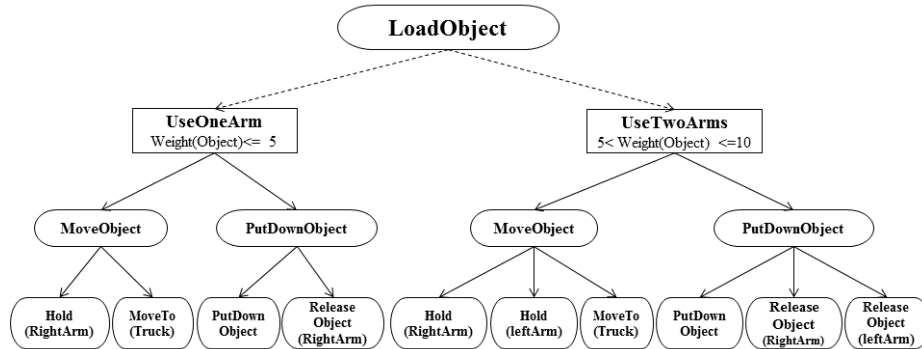 LoadObject
UseOneArm
Weight(Object)<= 5
UseTwoArms
5< Weight(Object) <=10
MoveObject
PutDownObject
MoveObject
PutDownObject
Hold
(RightArm)
MoveTo
(Truck)
PutDown
Object
Release
Object
(RightArm)
Hold
(RightArm)
Hold
(leftArm)
MoveTo
(Truck)
PutDown
Object
Release
Object
(RightArm)
Release
Object
(leftArm)